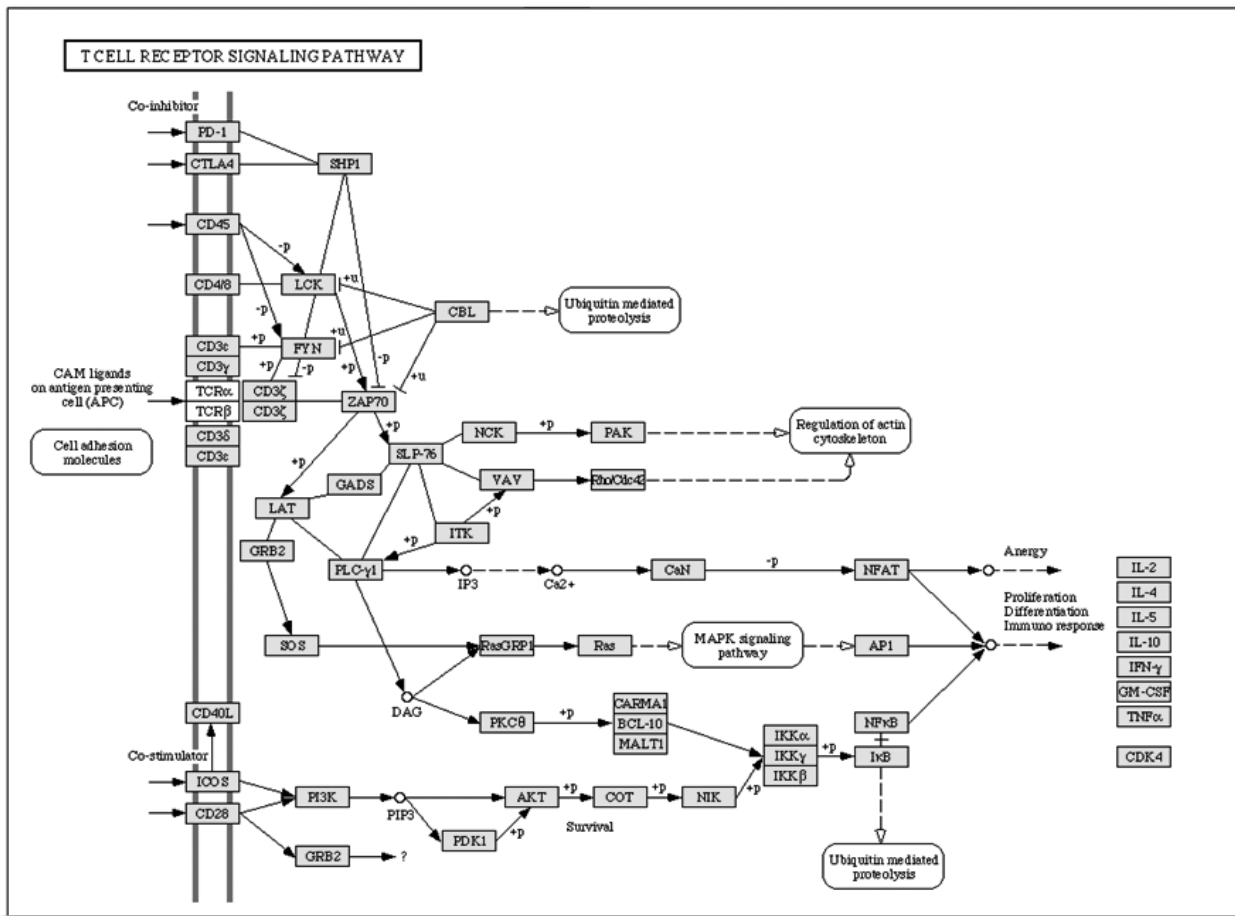 T CELL RECEPTOR SIGNALING PATHWAY
Co-inhibitor
PD-1
CTLA4
SHP1
CD45
-p
CD4/8
LCK
+u
CBL
Ubiquitin mediated
proteolysis
-p
CD3ε
+p
FYN
+u
CD3γ
+p
-p
+p
-p
+u
CAM ligands
on antigen presenting
cell (APC)
TCRα
CD3ζ
ZAP70
TCRβ
CD3ζ
+p
Cell adhesion
molecules
CD3δ
CD3ε
NCK
+p
PAK
Regulation of actin
cytoskeleton
SLP-76
+p
GADS
VAV
Rho/Cdc42
LAT
+p
ITK
GRB2
+p
PLC-γ1
IP3
Ca2+
CaN
-p
NFAT
Anergy
IL-2
IL-4
Proliferation
Differentiation
Immuno response
IL-5
SOS
RasGRP1
Ras
MAPK signaling
pathway
AP1
IL-10
IFN-γ
GM-CSF
TNFα
DAG
CD40L
PKCθ
+p
CARMA1
BCL-10
MALT1
NFκB
IKKα
IKKγ
IKKβ
+p
IκB
CDK4
Co-stimulator
ICOS
CD28
PI3K
PIP3
AKT
+p
COT
+p
NIK
+p
PDK1
+p
Survival
GRB2
?
Ubiquitin mediated
proteolysis